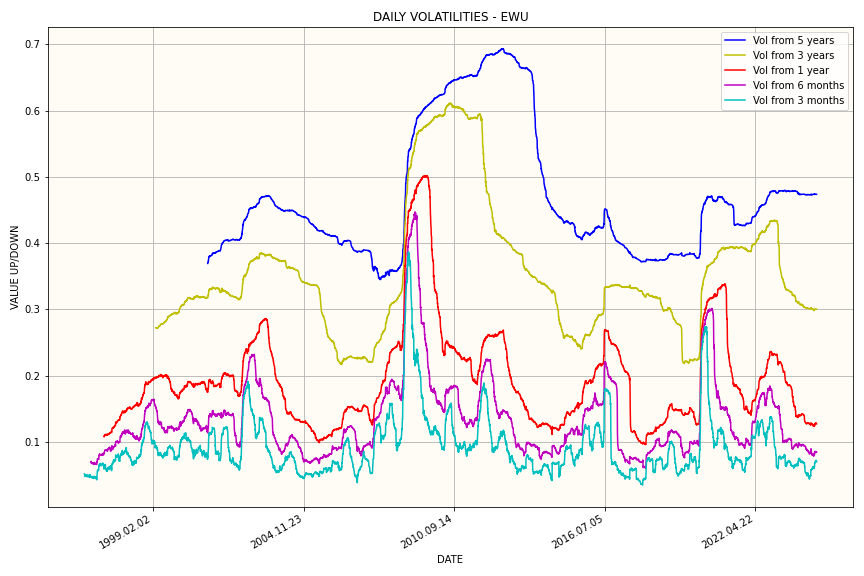 DAILY VOLATILITIES - EWU
Vol from 5 years
Vol from 3 years
Vol from 1 year
Vol from 6 months
Vol from 3 months
VALUE UP/DOWN
0.7
0.6
0.5
0.4
0.3
0.2
0.1
1999.02.02
2004.11.23
2010.09.14
2016.07.05
2022.04.22
DATE